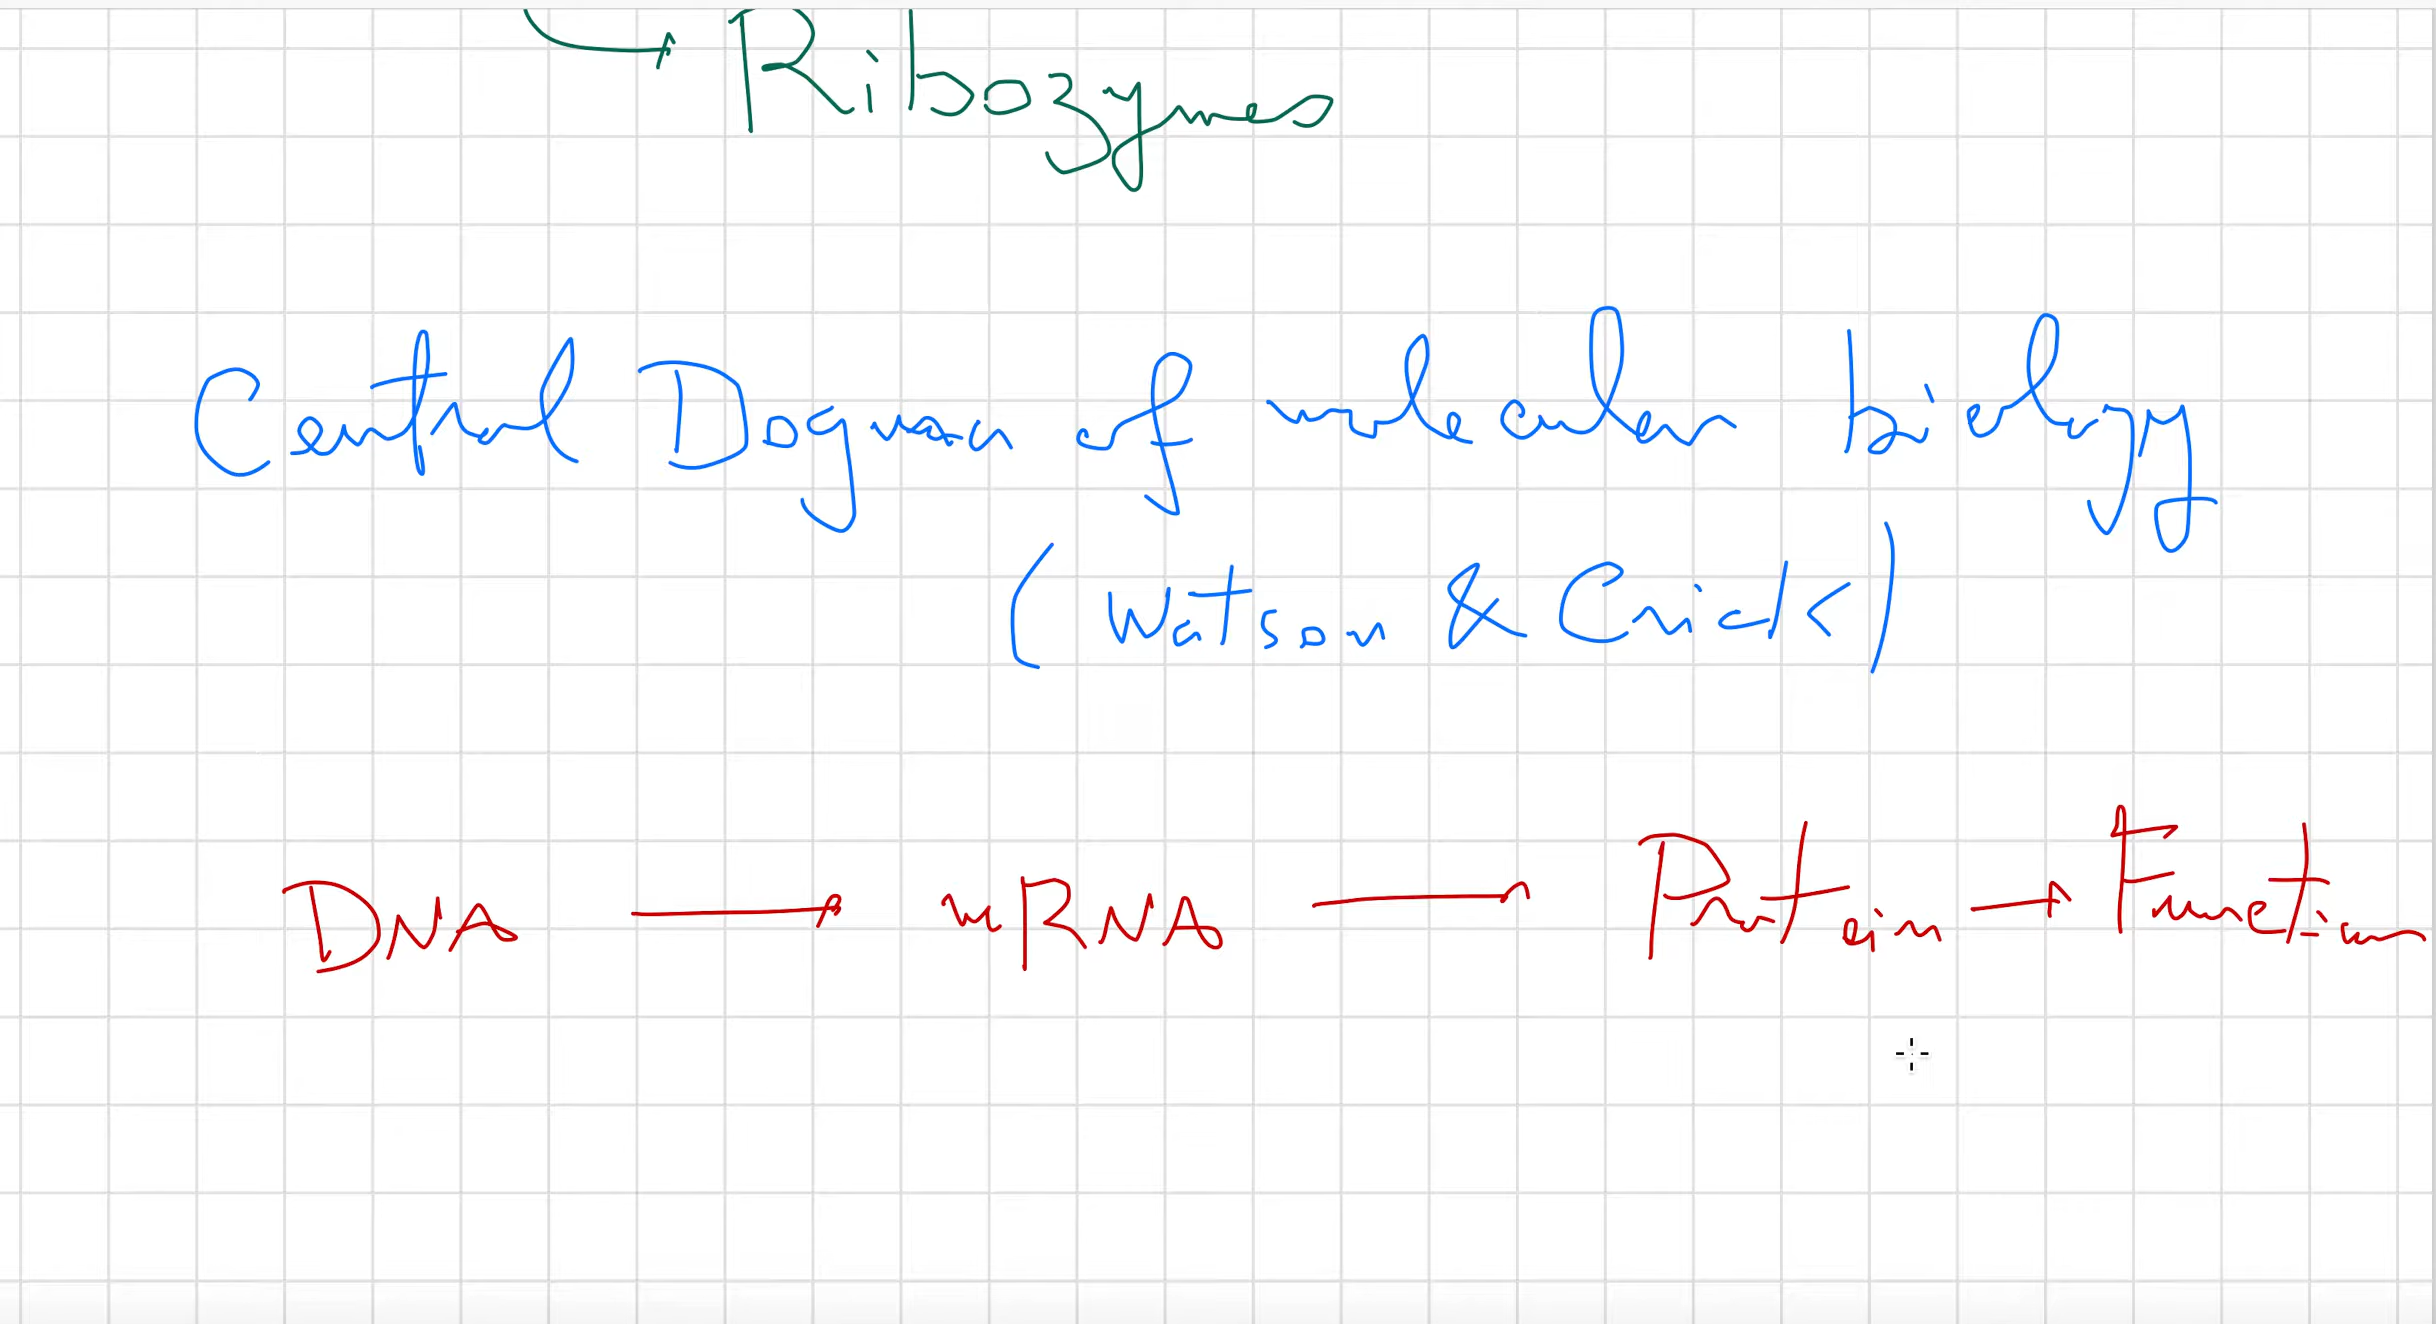 → Ribozymes
Central Dogma of molecular biology
(Watson & Crick)
DNA → mRNA → Protein → Function